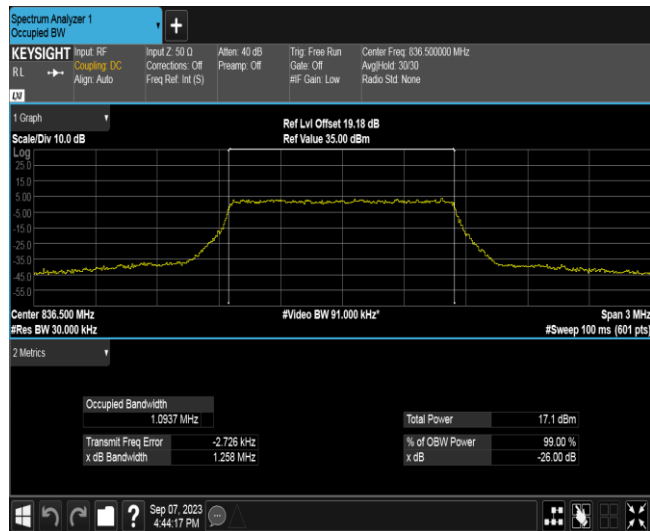 Spectrum Analyzer 1
Occupied BW
+
KEYSIGHT
RL
LXI
Input: RF
Coupling: DC
Align: Auto
Input Z: 50 Ω
Corrections: Off
Freq Ref: Int (S)
Atten: 40 dB
Preamp: Off
Trig: Free Run
Gate: Off
#IF Gain: Low
Center Freq: 836.500000 MHz
Avg|Hold: 30/30
Radio Std: None
1 Graph
Scale/Div 10.0 dB
Ref Lvl Offset 19.18 dB
Ref Value 35.00 dBm
Log
25.0
15.0
5.00
-5.00
-15.0
-25.0
-35.0
-45.0
-55.0
Center 836.500 MHz
#Video BW 91.000 kHz*
Span 3 MHz
#Res BW 30.000 kHz
#Sweep 100 ms (601 pts)
2 Metrics
Occupied Bandwidth
1.0937 MHz
Total Power 17.1 dBm
Transmit Freq Error -2.726 kHz
% of OBW Power 99.00 %
x dB Bandwidth 1.258 MHz
x dB -26.00 dB
?
Sep 07, 2023
4:44:17 PM